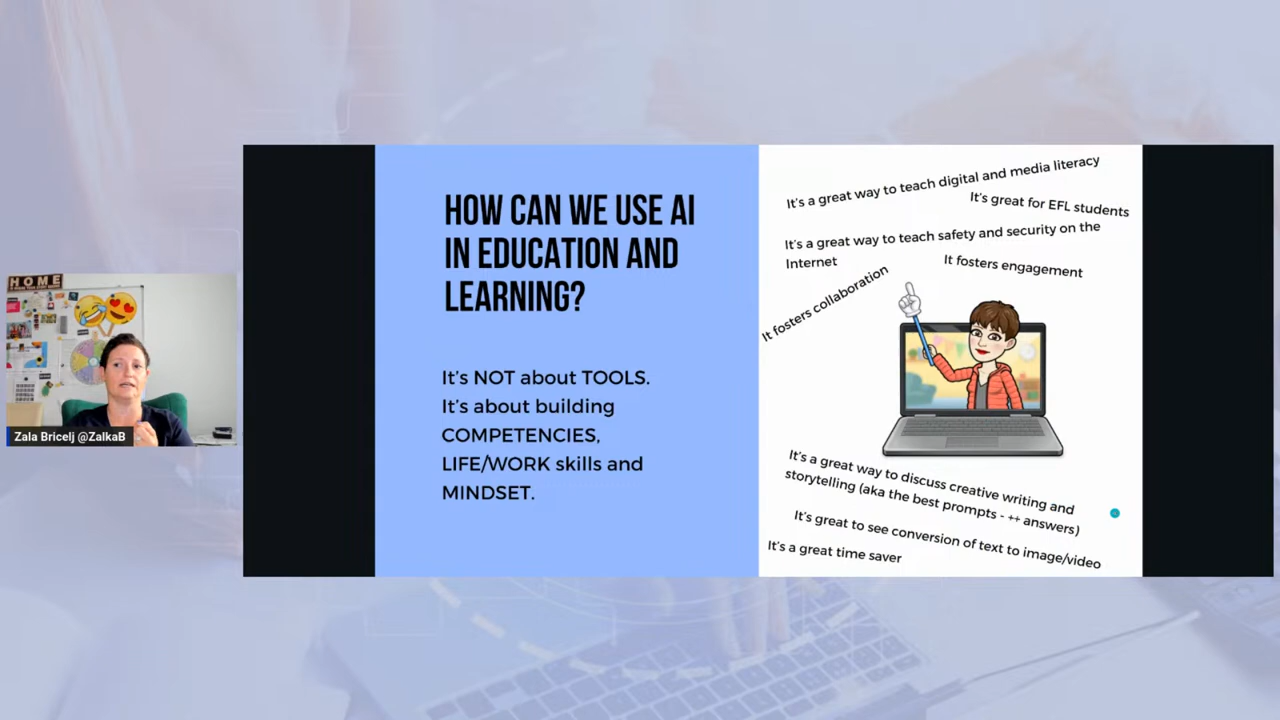 HOW CAN WE USE AI
IN EDUCATION AND
LEARNING?
It's NOT about TOOLS.
It's about building
COMPETENCIES,
LIFE/WORK skills and
MINDSET.
It's a great way to teach digital and media literacy
It's great for EFL students
It's a great way to teach safety and security on the
Internet
It fosters engagement
It fosters collaboration
It's a great way to discuss creative writing and
storytelling (aka the best prompts - ++ answers)
It's great to see conversion of text to image/video
It's a great time saver
HOME
Zala Bricelj @ZalkaB